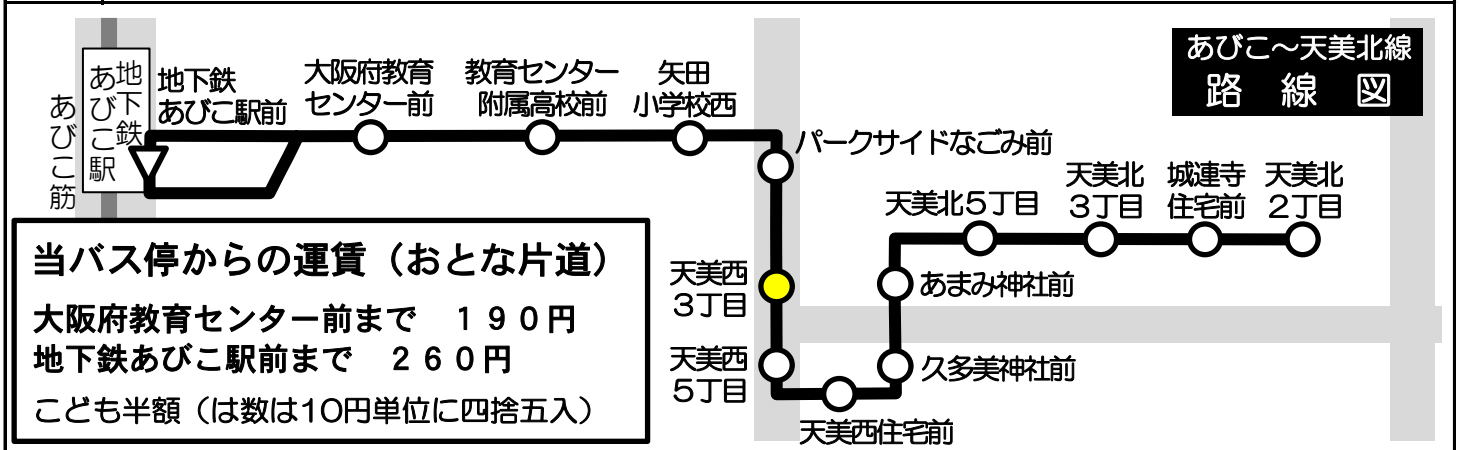 あびこ～天美北線
路線図
あびこ筋
地下鉄
あびこ駅
地下鉄
あびこ駅前
大阪府教育
センター前
教育センター
附属高校前
矢田
小学校西
パークサイドなごみ前
天美西
３丁目
天美西
５丁目
天美西住宅前
久多美神社前
あまみ神社前
天美北５丁目
天美北
３丁目
城連寺
住宅前
天美北
２丁目
当バス停からの運賃（おとな片道）
大阪府教育センター前まで　１９０円
地下鉄あびこ駅前まで　２６０円
こども半額（は数は10円単位に四捨五入）